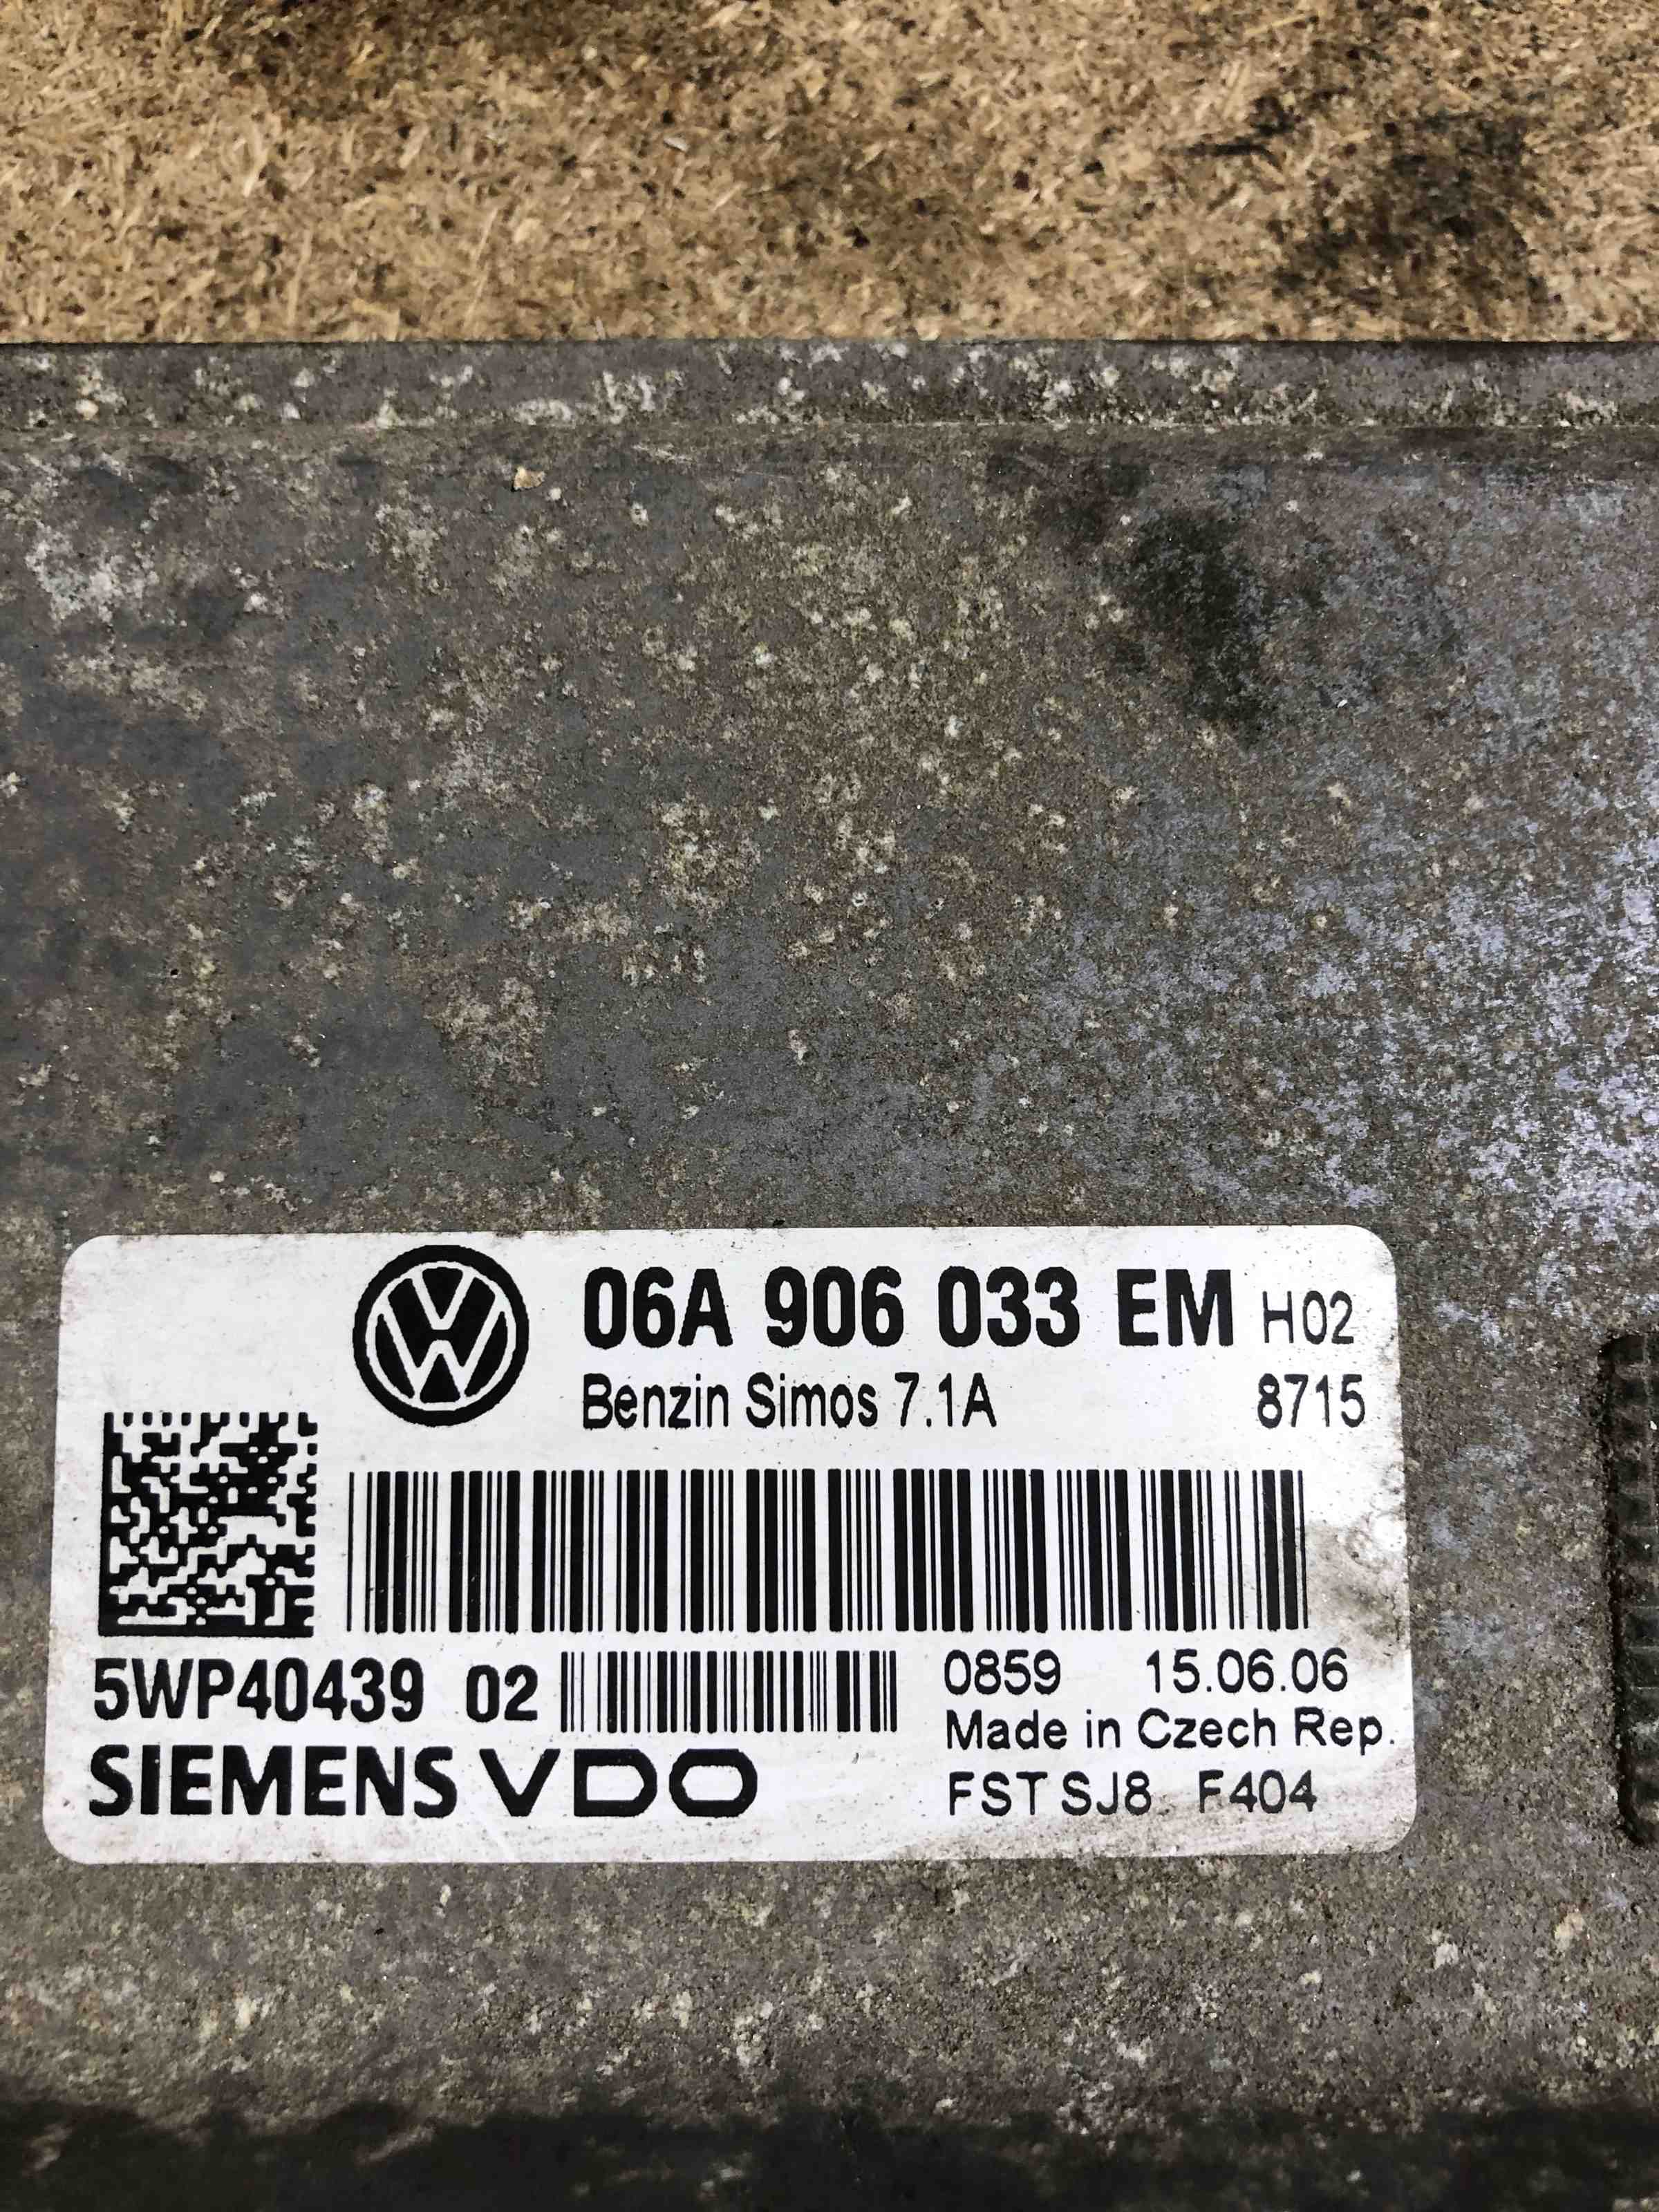 06A 906 033 EM H02
Benzin Simos 7.1A 8715
5WP40439 02 0859 15.06.06
Made in Czech Rep.
SIEMENS VDO FST SJ8 F404